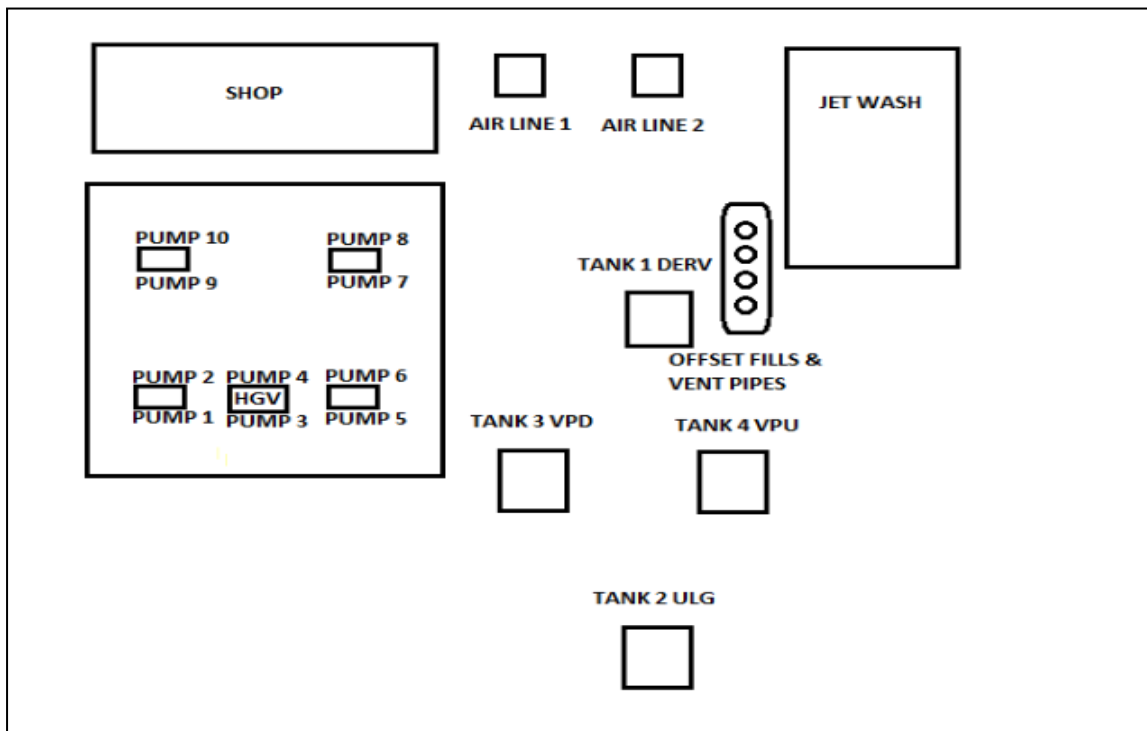 SHOP
AIR LINE 1
AIR LINE 2
JET WASH
PUMP 10
PUMP 9
PUMP 8
PUMP 7
TANK 1 DERV
OFFSET FILLS &
VENT PIPES
PUMP 2
PUMP 1
PUMP 4
HGV
PUMP 3
PUMP 6
PUMP 5
TANK 3 VPD
TANK 4 VPU
TANK 2 ULG